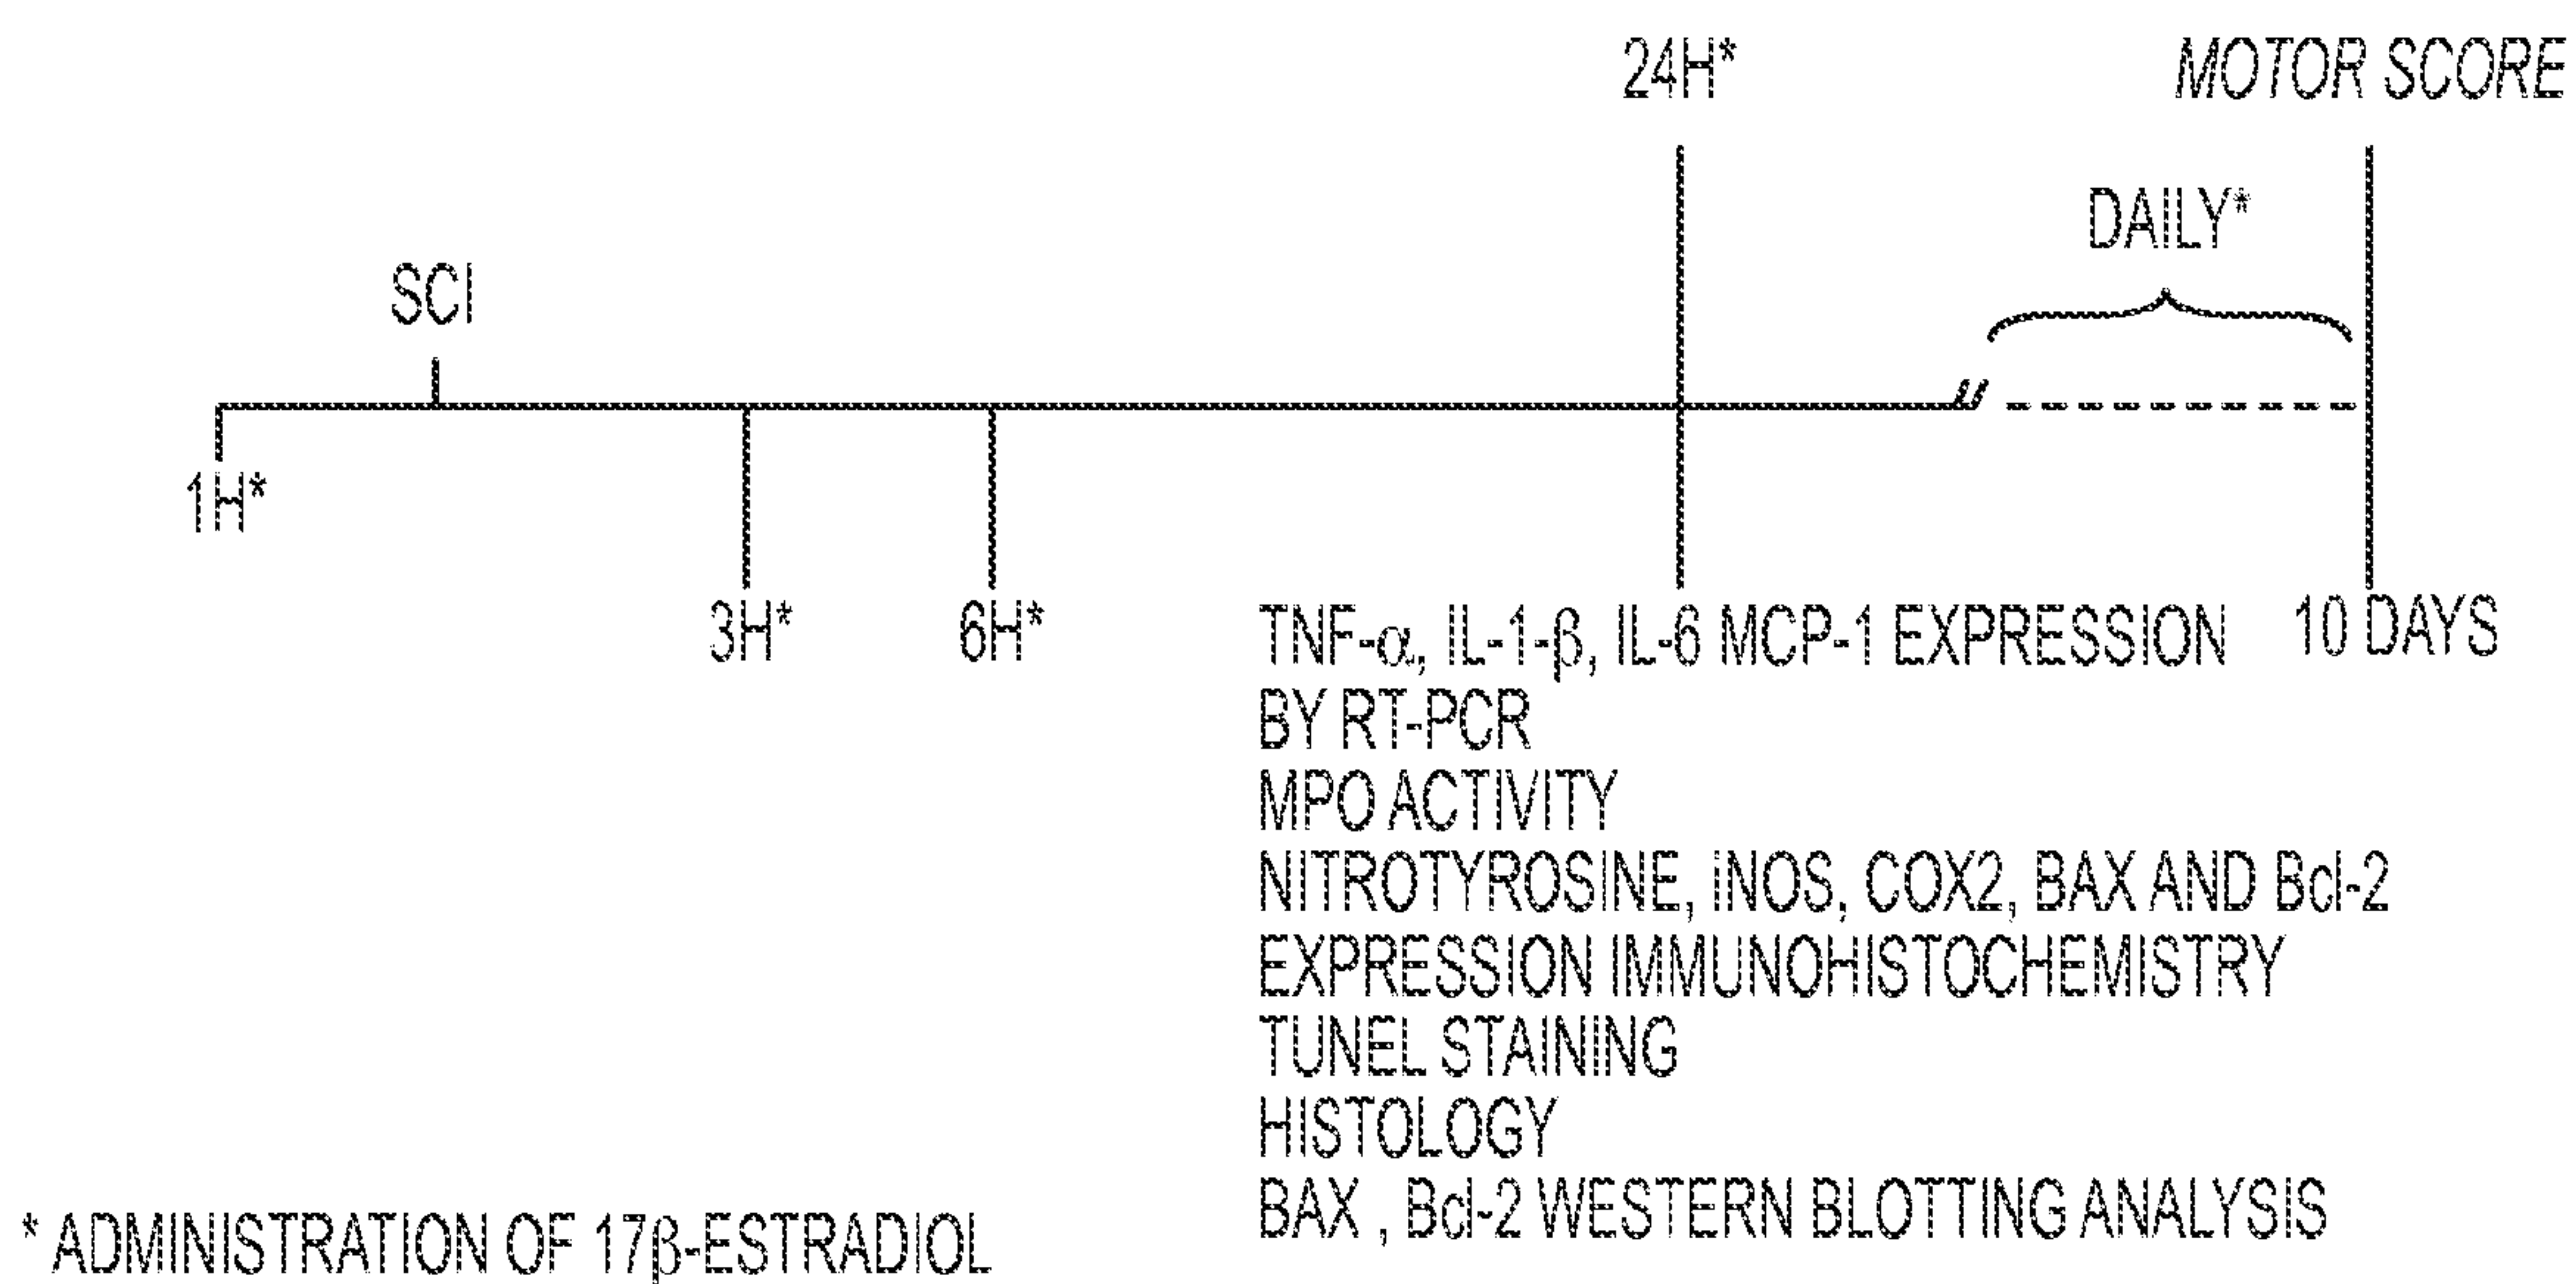 24H*
MOTOR SCORE
DAILY*
SCI
1H*
3H*
6H*
TNF-α, IL-1-β, IL-6 MCP-1 EXPRESSION
BY RT-PCR
MPO ACTIVITY
NITROTYROSINE, iNOS, COX2, BAX AND Bcl-2
EXPRESSION IMMUNOHISTOCHEMISTRY
TUNEL STAINING
HISTOLOGY
BAX , Bcl-2 WESTERN BLOTTING ANALYSIS
10 DAYS
* ADMINISTRATION OF 17β-ESTRADIOL